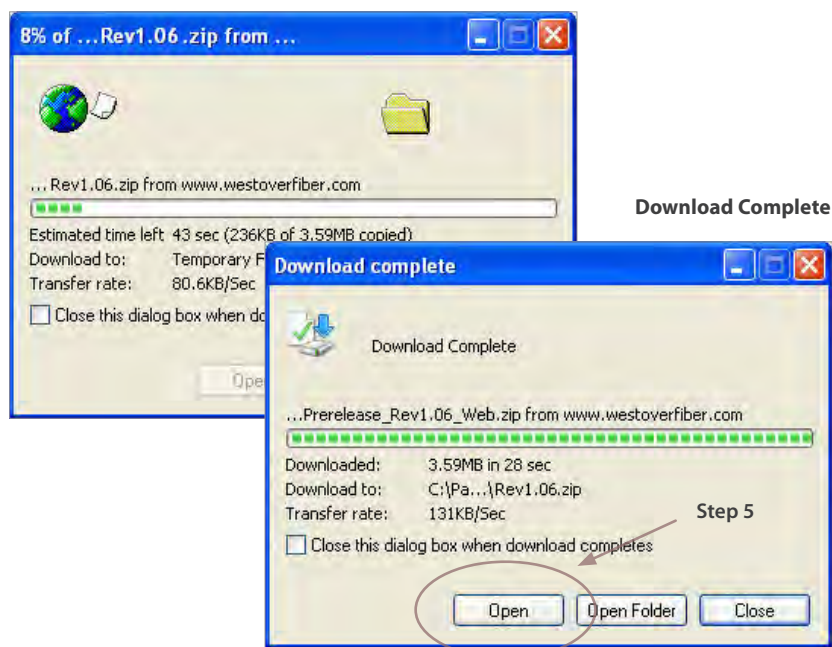 8% of ...Rev1.06 .zip from ...
... Rev1.06.zip from www.westoverfiber.com
Estimated time left 43 sec (236KB of 3.59MB copied)
Download to: Temporary F
Transfer rate: 80.6KB/Sec
Close this dialog box when do
Ope
Download Complete
Download complete
Download Complete
...Prerelease_Rev1.06_Web.zip from www.westoverfiber.com
Downloaded: 3.59MB in 28 sec
Download to: C:\Pa...\Rev1.06.zip
Transfer rate: 131KB/Sec
Step 5
Close this dialog box when download completes
Open Open Folder Close